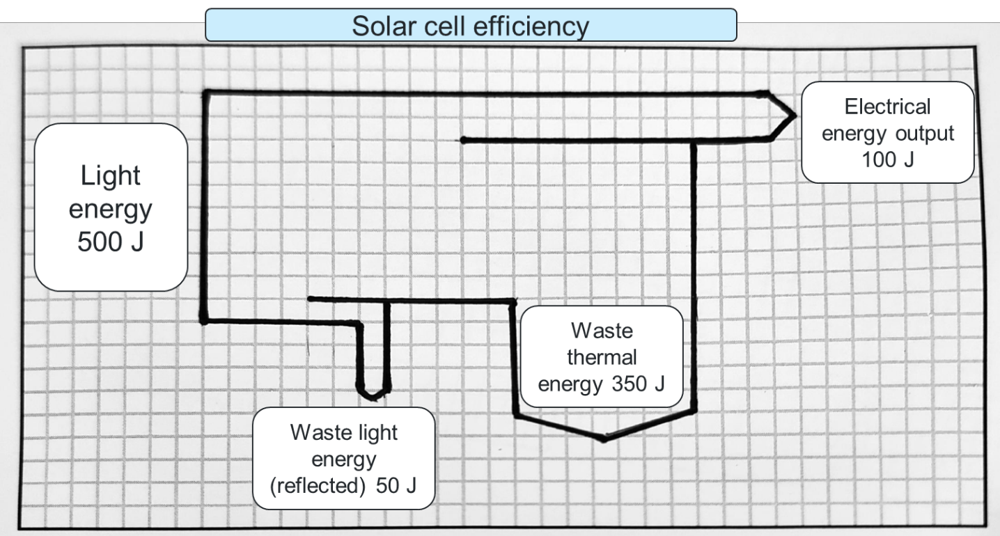 Solar cell efficiency
Light
energy
500 J
Electrical
energy output
100 J
Waste
thermal
energy 350 J
Waste light
energy
(reflected) 50 J